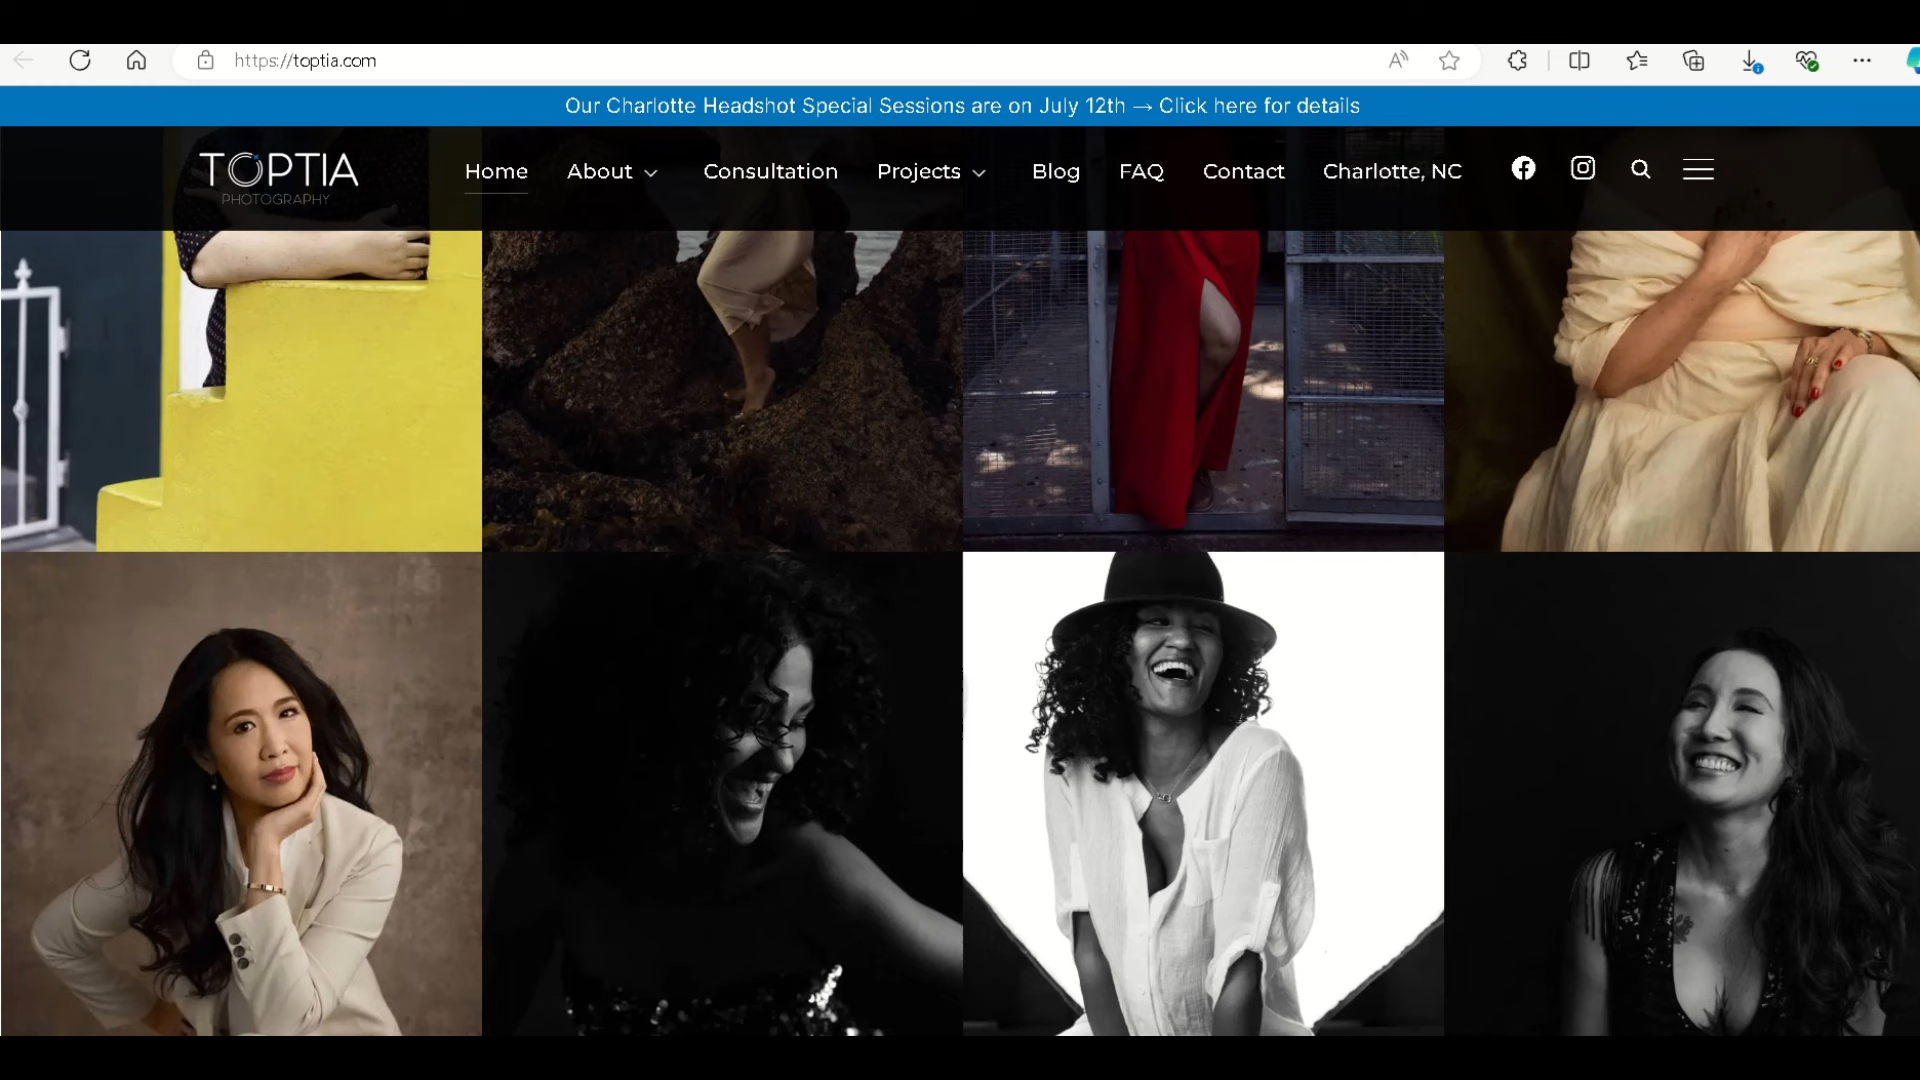 https://toptia.com
Our Charlotte Headshot Special Sessions are on July 12th → Click here for details
TOPTIA
PHOTOGRAPHY
Home
About
Consultation
Projects
Blog
FAQ
Contact
Charlotte, NC